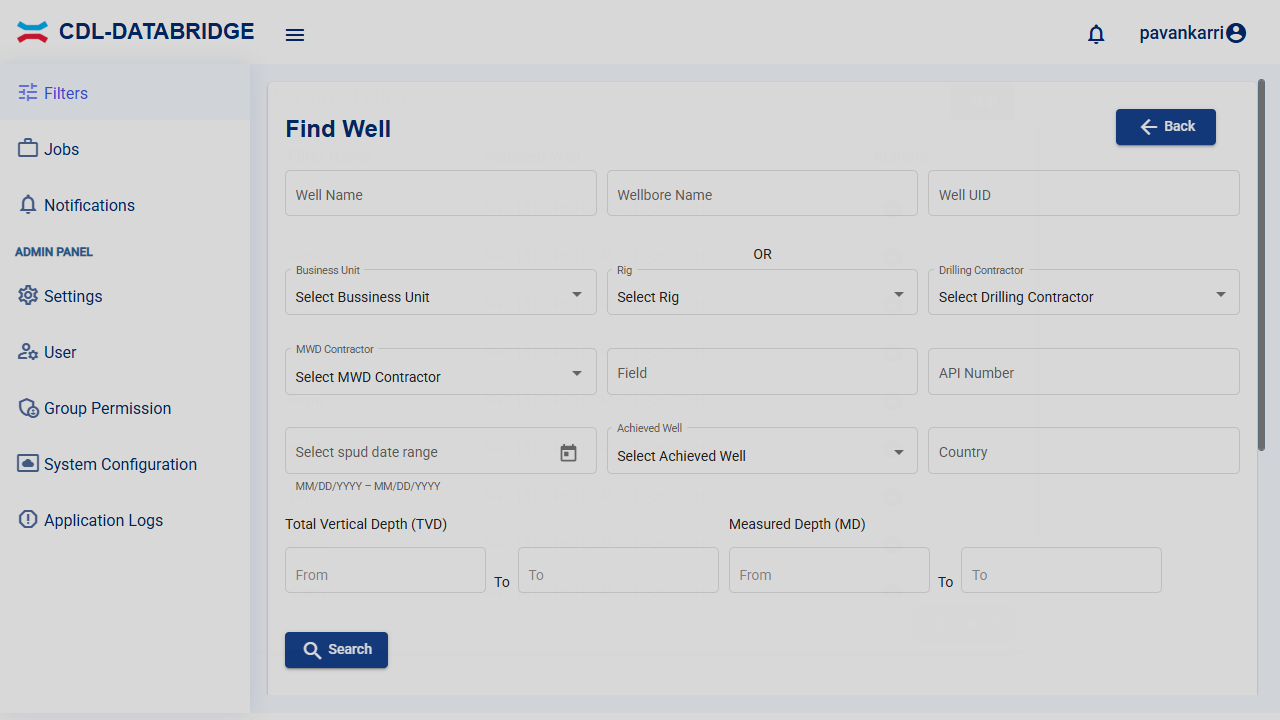 CDL-DATABRIDGE
pavankarri
Filters
Jobs
Notifications
ADMIN PANEL
Settings
User
Group Permission
System Configuration
Application Logs
Find Well
Back
Well Name
Wellbore Name
Well UID
OR
Business Unit
Rig
Drilling Contractor
Select Bussiness Unit
Select Rig
Select Drilling Contractor
MWD Contractor
Select MWD Contractor
Field
API Number
Achieved Well
Select spud date range
Select Achieved Well
Country
MM/DD/YYYY – MM/DD/YYYY
Total Vertical Depth (TVD)
Measured Depth (MD)
From
To
To
From
To
To
Search